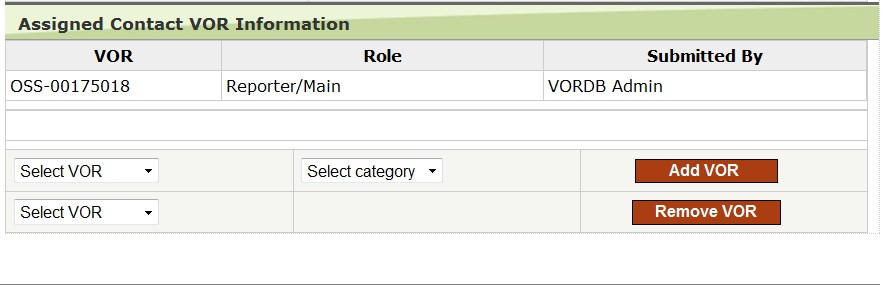 Assigned Contact VOR Information
VOR Role Submitted By
OSS-00175018 Reporter/Main VORDB Admin
Select VOR Select category Add VOR
Select VOR Remove VOR